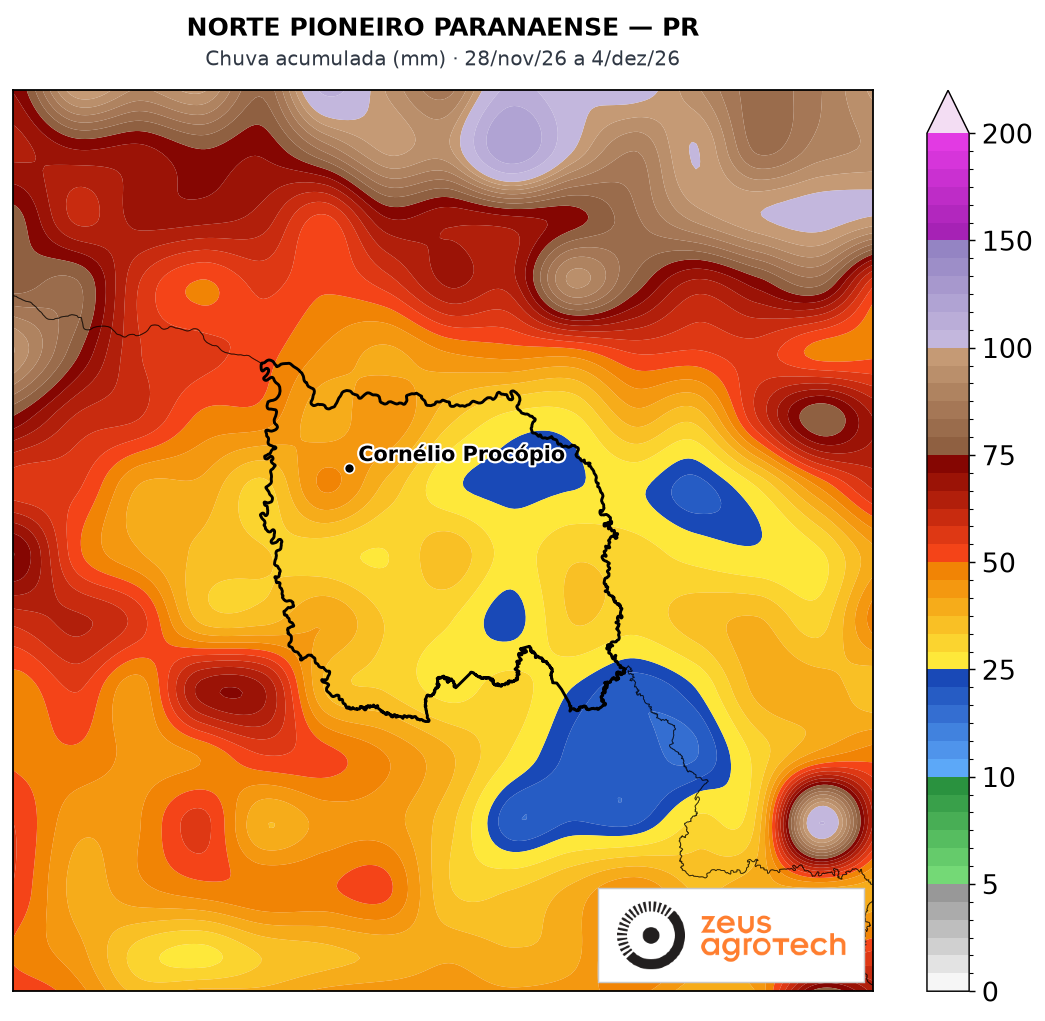 NORTE PIONEIRO PARANAENSE — PR
Chuva acumulada (mm) · 28/nov/26 a 4/dez/26
200
150
100
75
50
25
10
5
0
Cornélio Procópio
zeus
agrotech